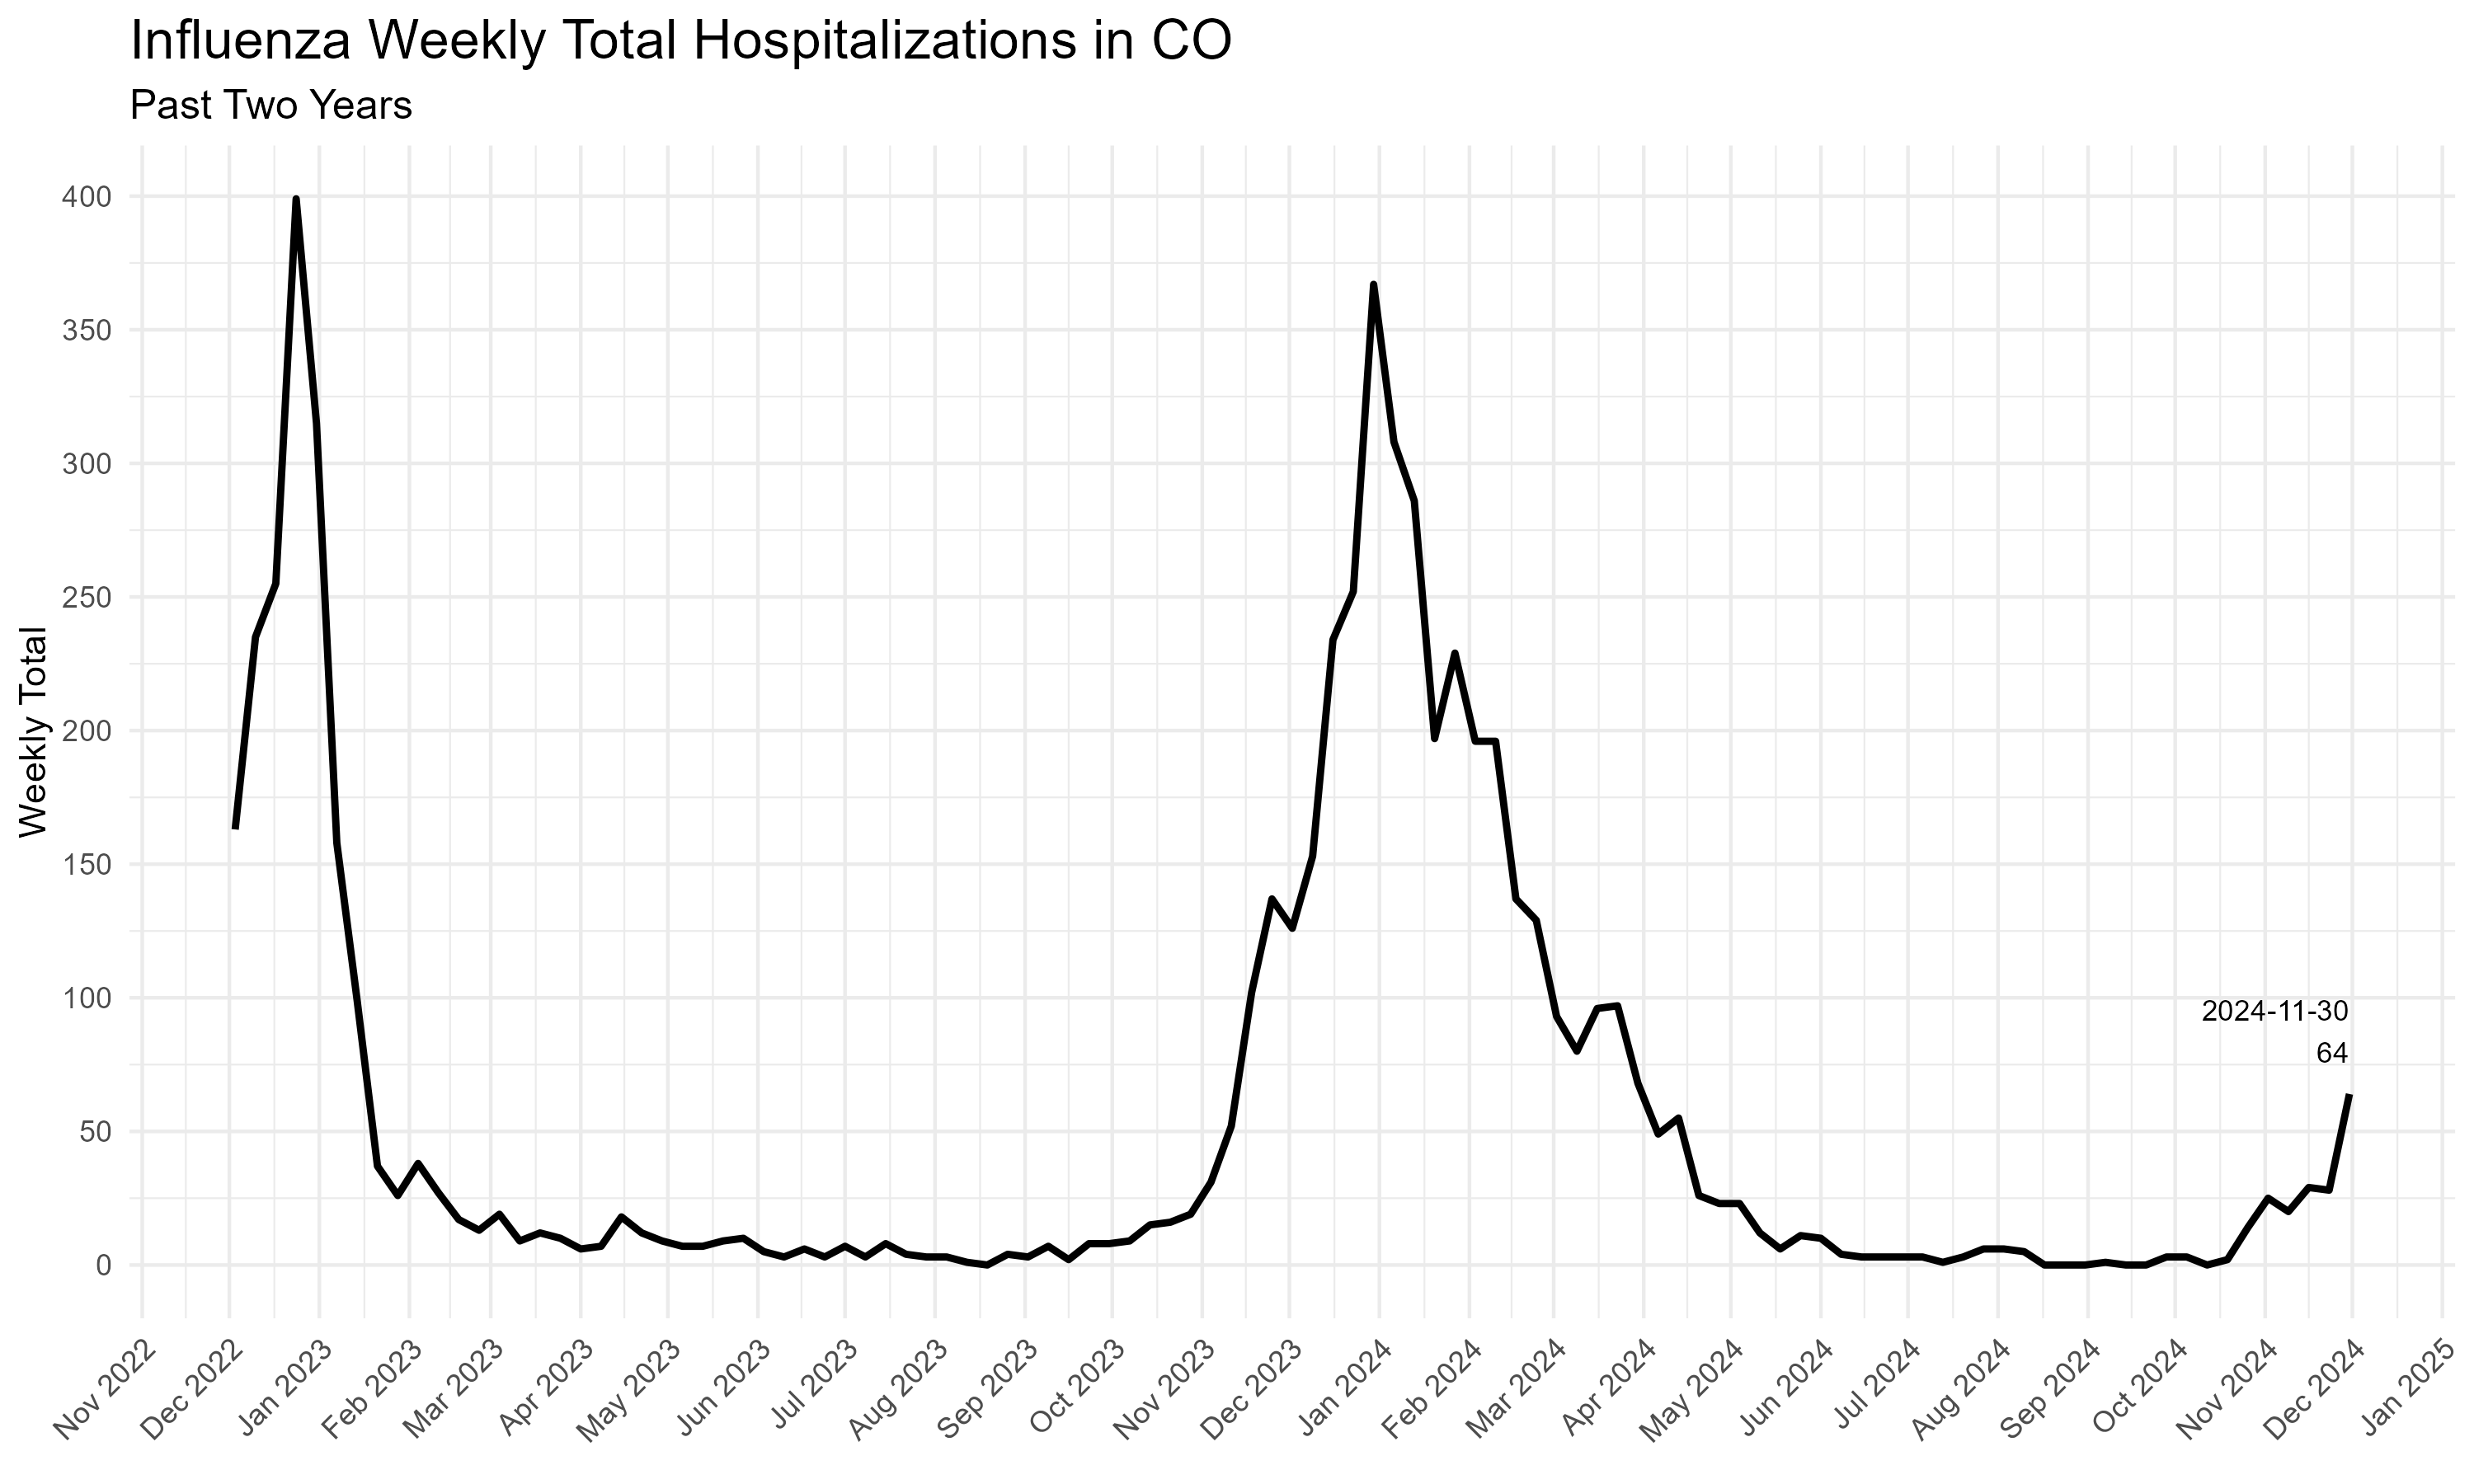 Influenza Weekly Total Hospitalizations in CO
Past Two Years
Weekly Total
400
350
300
250
200
150
100
50
0
2024-11-30
64
Nov 2022
Dec 2022
Jan 2023
Feb 2023
Mar 2023
Apr 2023
May 2023
Jun 2023
Jul 2023
Aug 2023
Sep 2023
Oct 2023
Nov 2023
Dec 2023
Jan 2024
Feb 2024
Mar 2024
Apr 2024
May 2024
Jun 2024
Jul 2024
Aug 2024
Sep 2024
Oct 2024
Nov 2024
Dec 2024
Jan 2025